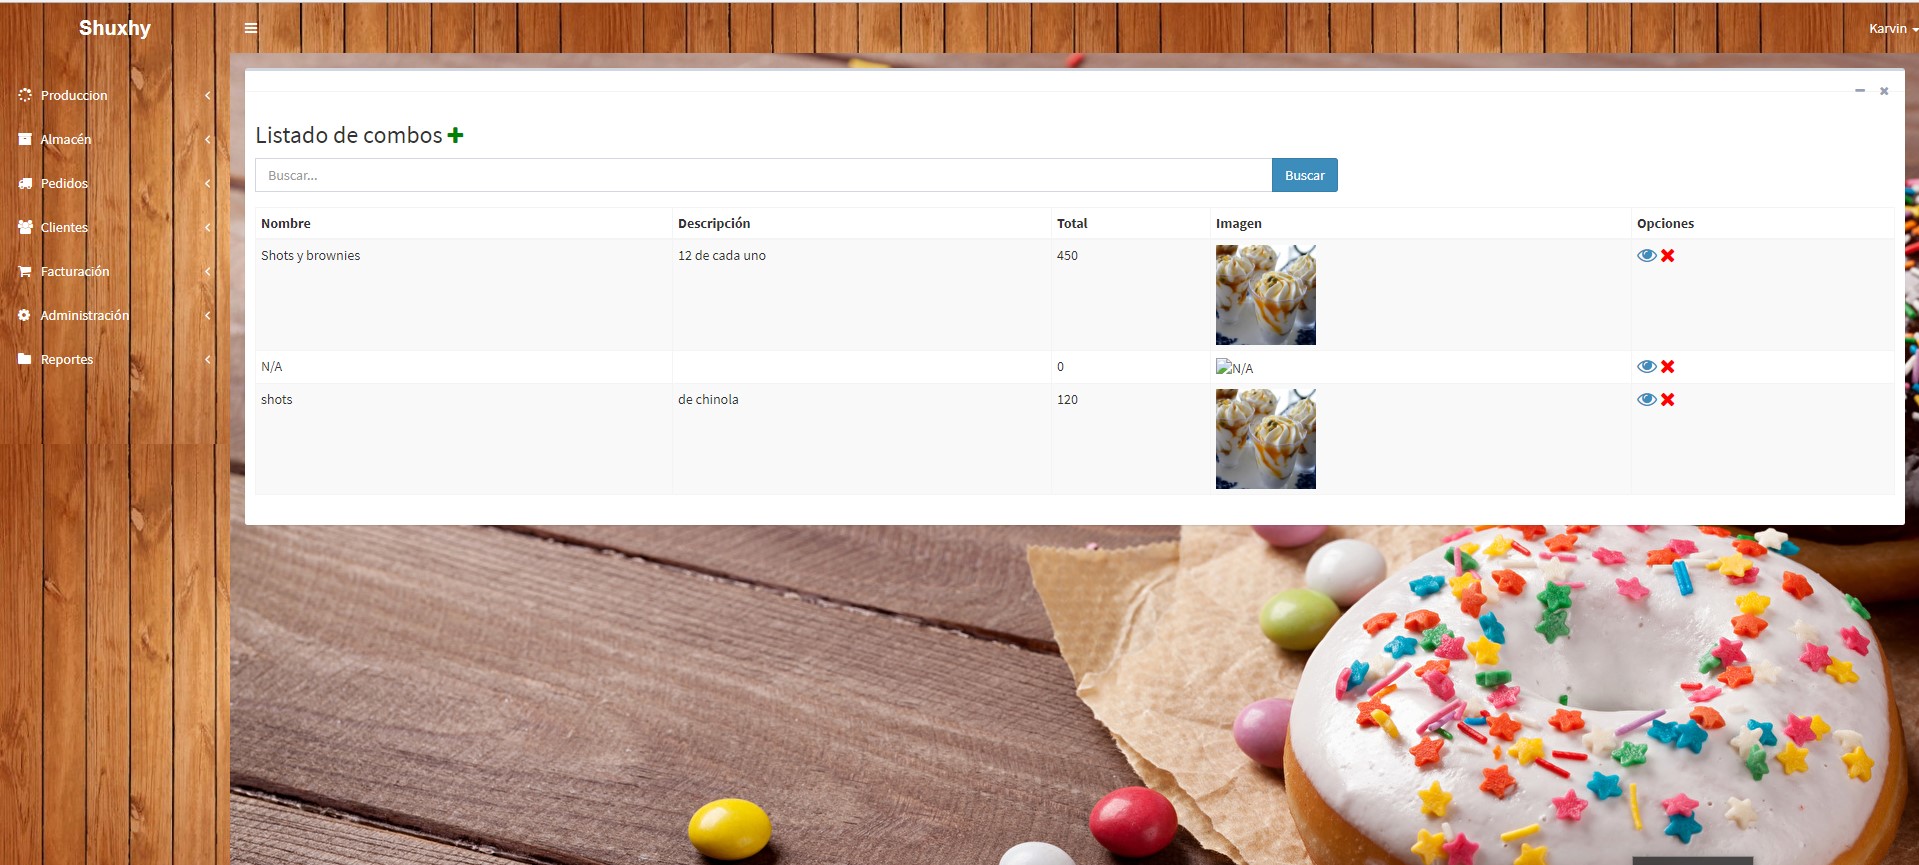 Shuxhy
Karvin
Produccion
Almacén
Pedidos
Clientes
Facturación
Administración
Reportes
Listado de combos
Buscar...
Buscar
Nombre Descripción Total Imagen Opciones
Shots y brownies 12 de cada uno 450
N/A 0 N/A
shots de chinola 120